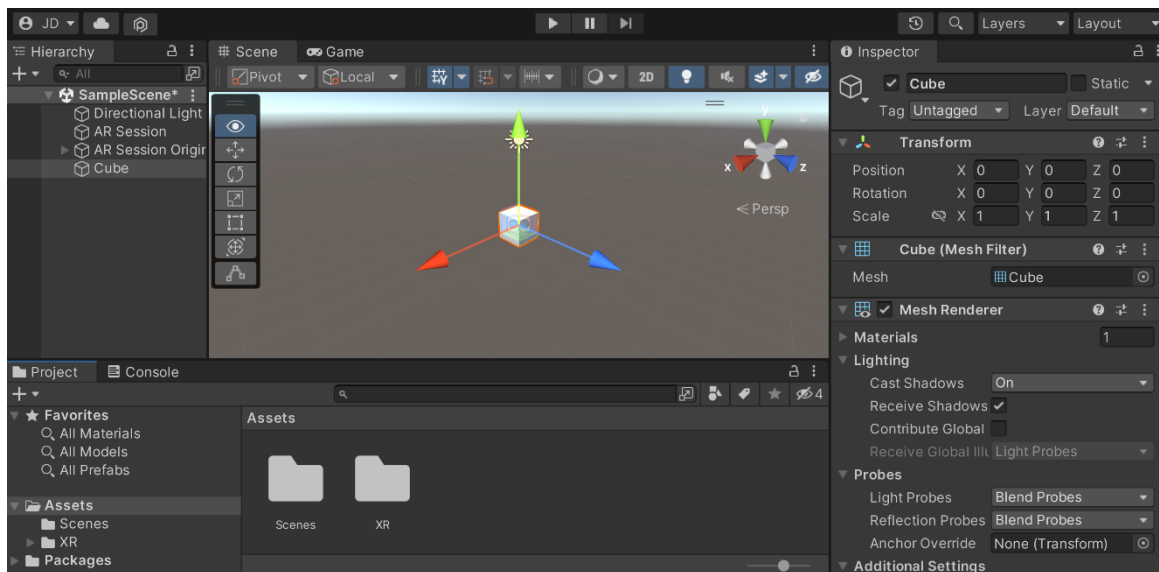 JD
Layers
Layout
Hierarchy
All
SampleScene*
Directional Light
AR Session
AR Session Origir
Cube
Scene
Game
Pivot
Local
2D
y
x
z
Persp
Inspector
Cube
Static
Tag Untagged Layer Default
Transform
Position X 0 Y 0 Z 0
Rotation X 0 Y 0 Z 0
Scale X 1 Y 1 Z 1
Cube (Mesh Filter)
Mesh Cube
Mesh Renderer
Materials 1
Lighting
Cast Shadows On
Receive Shadows
Contribute Global
Receive Global Illu Light Probes
Probes
Light Probes Blend Probes
Reflection Probes Blend Probes
Anchor Override None (Transform)
Additional Settings
Project
Console
4
Favorites
All Materials
All Models
All Prefabs
Assets
Scenes
XR
Packages
Assets
Scenes
XR